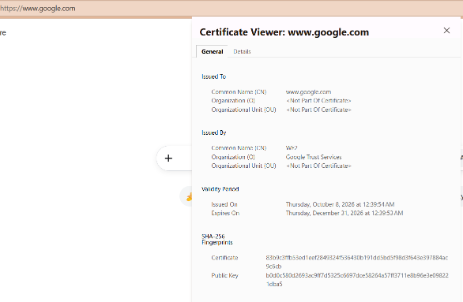 https://www.google.com
re
Certificate Viewer: www.google.com
General Details
Issued To
Common Name (CN) www.google.com
Organization (O) <Not Part Of Certificate>
Organizational Unit (OU) <Not Part Of Certificate>
Issued By
Common Name (CN) WE2
Organization (O) Google Trust Services
Organizational Unit (OU) <Not Part Of Certificate>
Validity Period
Issued On Thursday, October 8, 2026 at 12:39:54 AM
Expires On Thursday, December 31, 2026 at 12:39:53 AM
SHA-256
Fingerprints
Certificate
Public Key